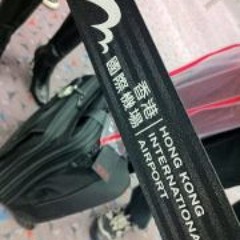 香港
國際機場
HONG KONG
INTERNATIONAL
AIRPORT